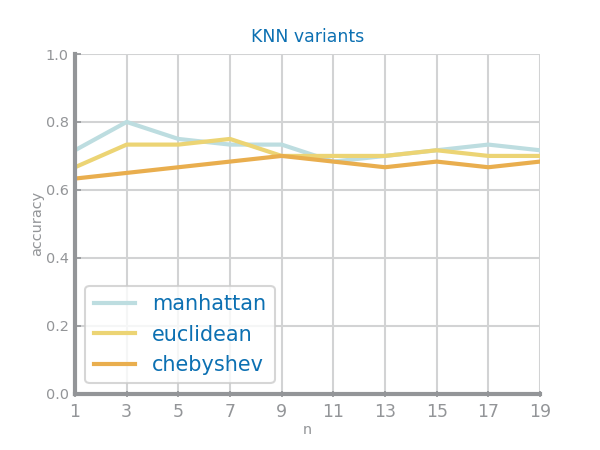 KNN variants
1.0
0.8
0.6
0.4
0.2
0.0
accuracy
manhattan
euclidean
chebyshev
1 3 5 7 9 11 13 15 17 19
n